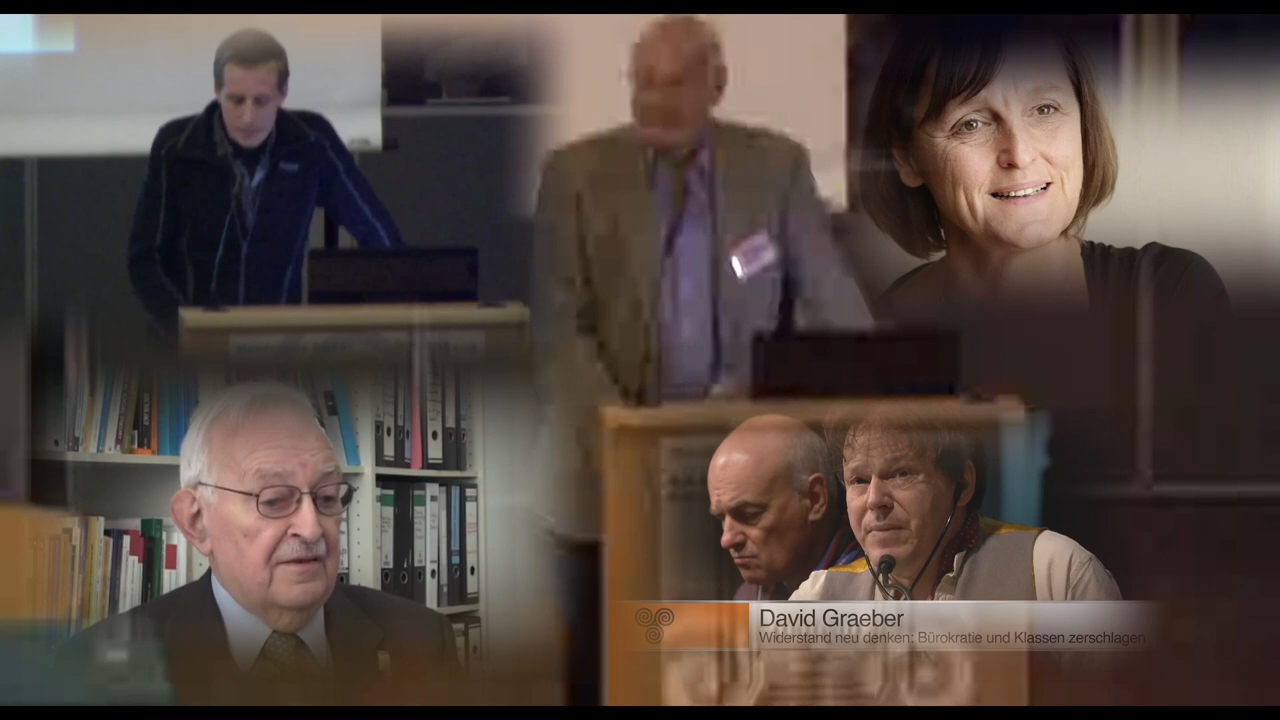 David Graeber
Widerstand neu denken: Bürokratie und Klassen zerschlagen